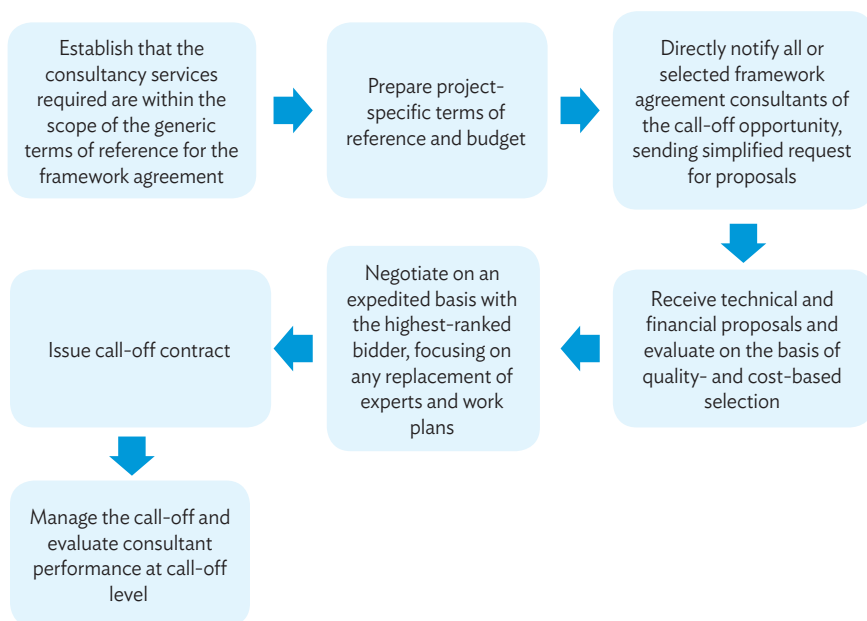 Establish that the
consultancy services
required are within the
scope of the generic
terms of reference for the
framework agreement
Prepare project-
specific terms of
reference and budget
Directly notify all or
selected framework
agreement consultants of
the call-off opportunity,
sending simplified request
for proposals
Receive technical and
financial proposals and
evaluate on the basis of
quality- and cost-based
selection
Negotiate on an
expedited basis with
the highest-ranked
bidder, focusing on
any replacement of
experts and work
plans
Issue call-off contract
Manage the call-off and
evaluate consultant
performance at call-off
level